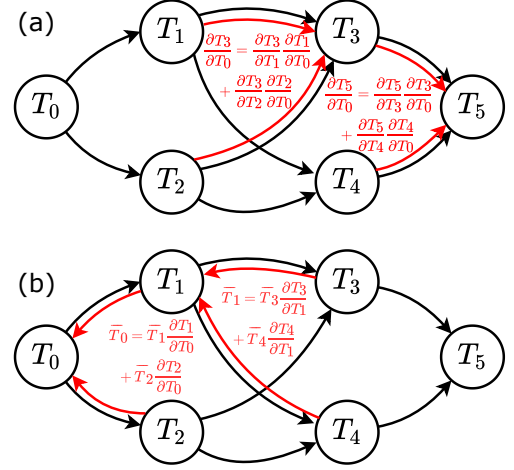 (a)
T₀
T₁
T₂
T₃
T₄
T₅
∂T₃/∂T₀ = ∂T₃/∂T₁ ∂T₁/∂T₀
+ ∂T₃/∂T₂ ∂T₂/∂T₀
∂T₅/∂T₀ = ∂T₅/∂T₃ ∂T₃/∂T₀
+ ∂T₅/∂T₄ ∂T₄/∂T₀
(b)
T₀
T₁
T₂
T₃
T₄
T₅
T̅₀ = T̅₁ ∂T₁/∂T₀
+ T̅₂ ∂T₂/∂T₀
T̅₁ = T̅₃ ∂T₃/∂T₁
+ T̅₄ ∂T₄/∂T₁